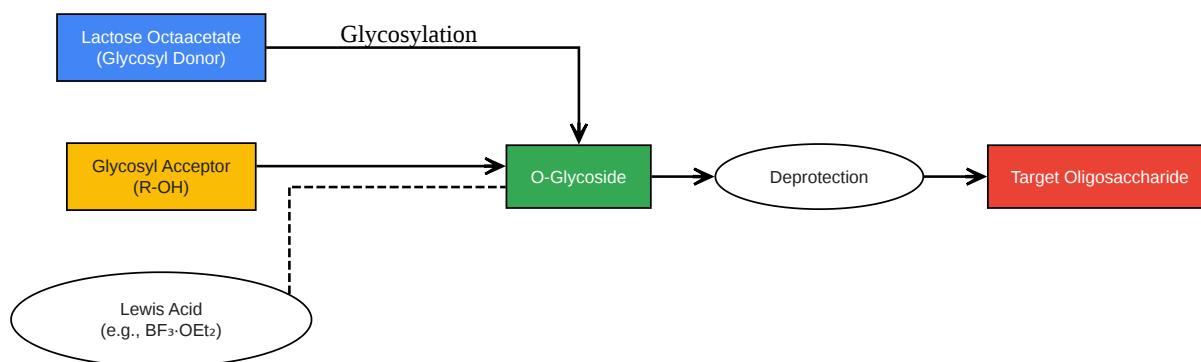 Lactose Octaacetate
(Glycosyl Donor)
Glycosylation
Glycosyl Acceptor
(R-OH)
O-Glycoside
Deprotection
Target Oligosaccharide
Lewis Acid
(e.g., BF₃·OEt₂)